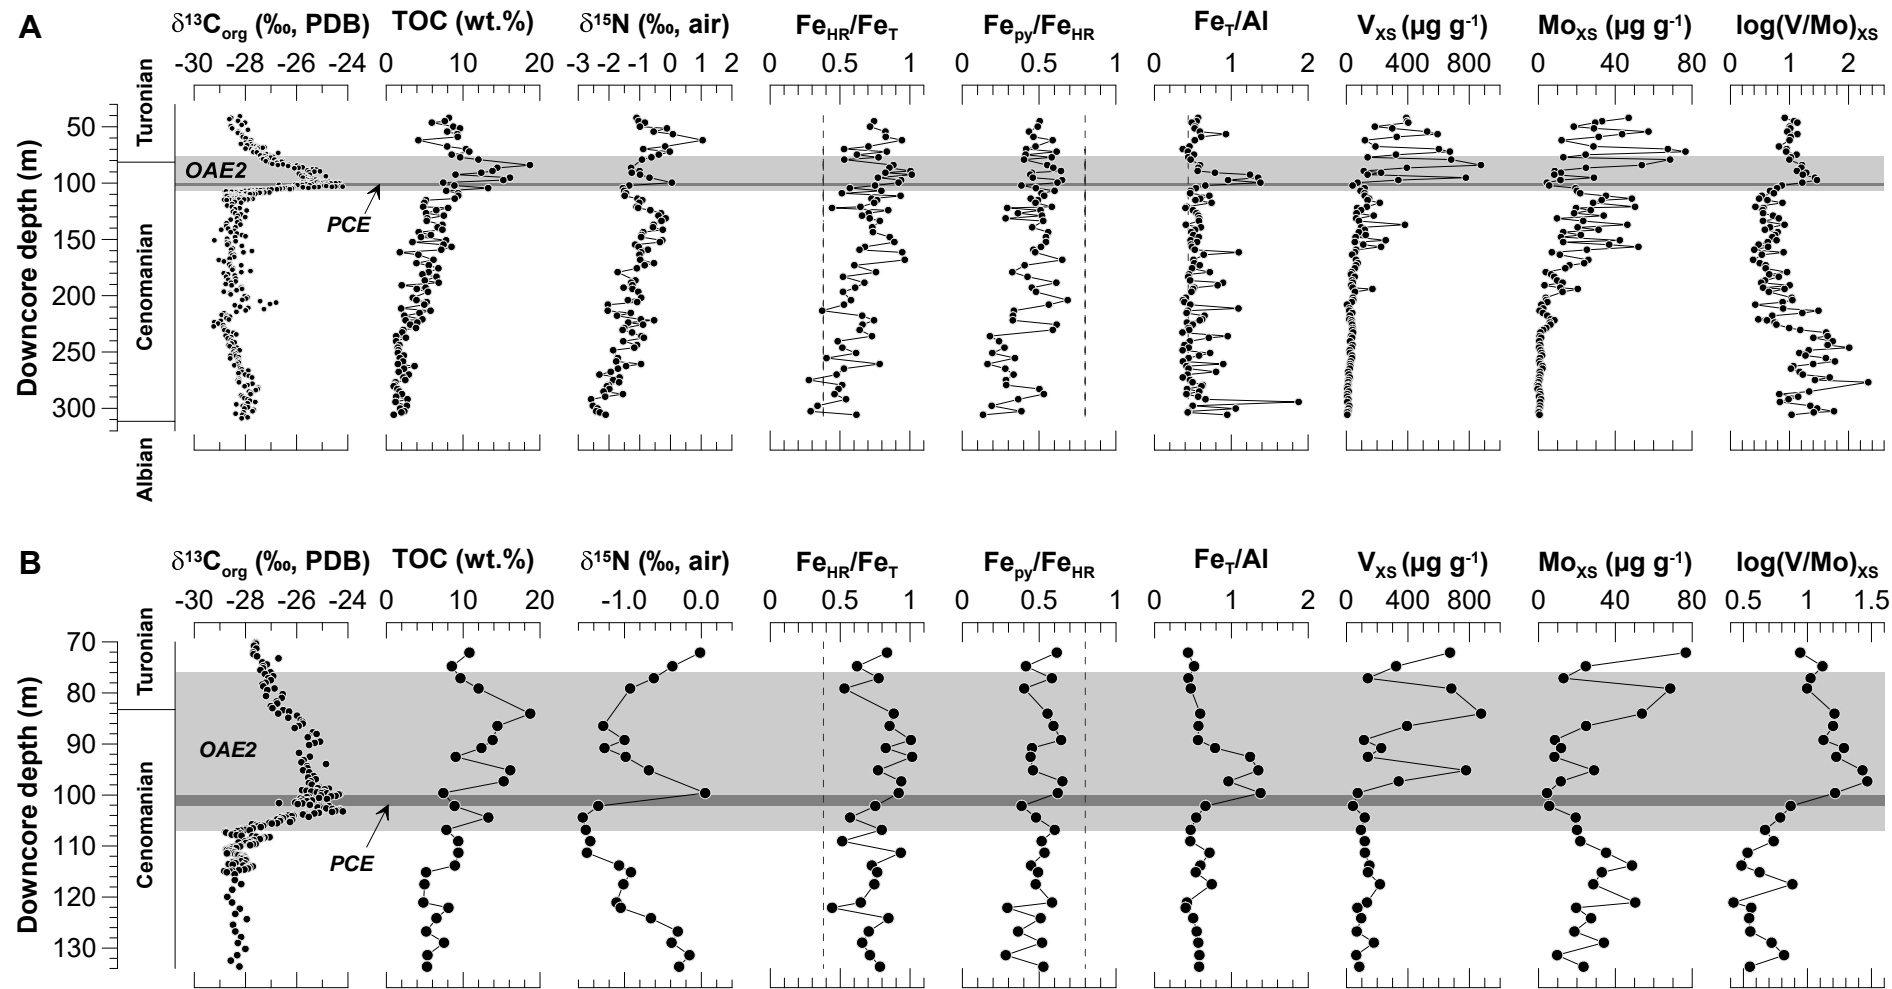 A
δ¹³Corg (‰, PDB) TOC (wt.%) δ¹⁵N (‰, air) FeHR/FeT Fepy/FeHR FeT/Al VXS (µg g⁻¹) MoXS (µg g⁻¹) log(V/Mo)XS
-30 -28 -26 -24 0 10 20 -3 -2 -1 0 1 2 0 0.5 1 0 0.5 1 0 1 2 0 400 800 0 40 80 0 1 2
Downcore depth (m)
50
100
150
200
250
300
Turonian
Cenomanian
Albian
OAE2
PCE
B
δ¹³Corg (‰, PDB) TOC (wt.%) δ¹⁵N (‰, air) FeHR/FeT Fepy/FeHR FeT/Al VXS (µg g⁻¹) MoXS (µg g⁻¹) log(V/Mo)XS
-30 -28 -26 -24 0 10 20 -1.0 0.0 0 0.5 1 0 0.5 1 0 1 2 0 400 800 0 40 80 0.5 1 1.5
Downcore depth (m)
70
80
90
100
110
120
130
Turonian
Cenomanian
OAE2
PCE